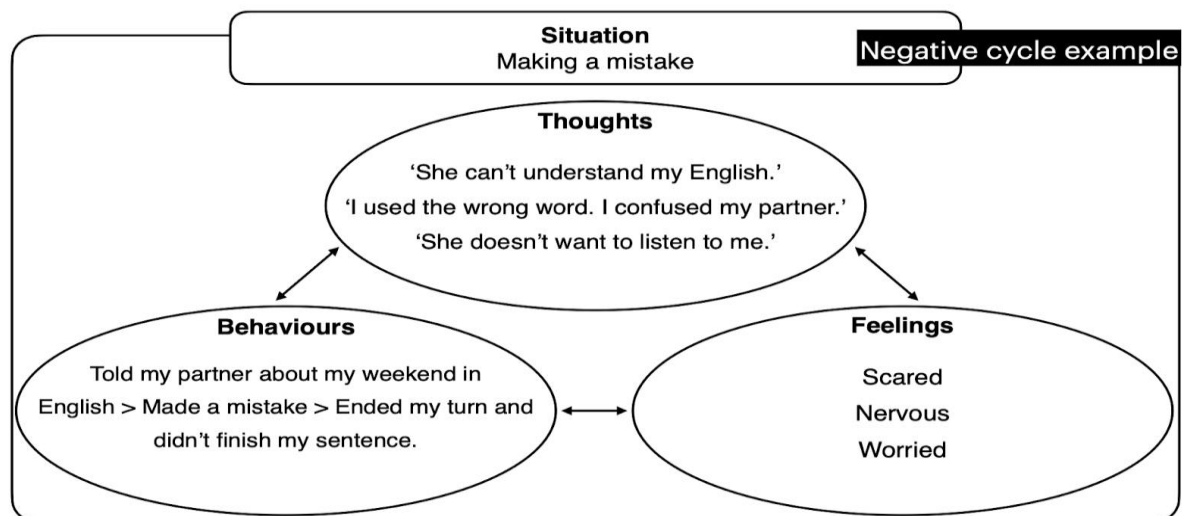 Situation
Making a mistake
Negative cycle example
Thoughts
‘She can’t understand my English.’
‘I used the wrong word. I confused my partner.’
‘She doesn’t want to listen to me.’
Behaviours
Told my partner about my weekend in
English > Made a mistake > Ended my turn and
didn’t finish my sentence.
Feelings
Scared
Nervous
Worried